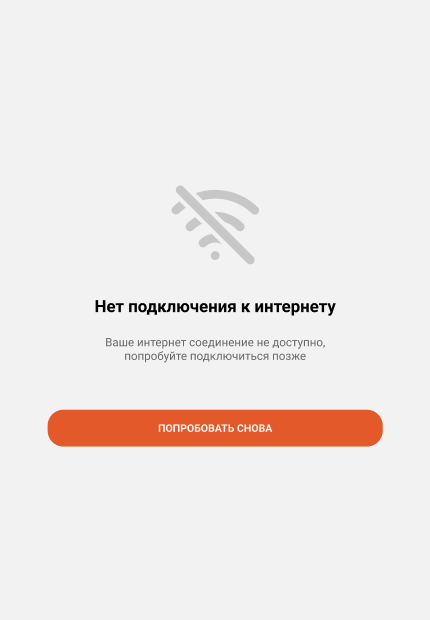 Нет подключения к интернету
Ваше интернет соединение не доступно,
попробуйте подключиться позже
ПОПРОБОВАТЬ СНОВА